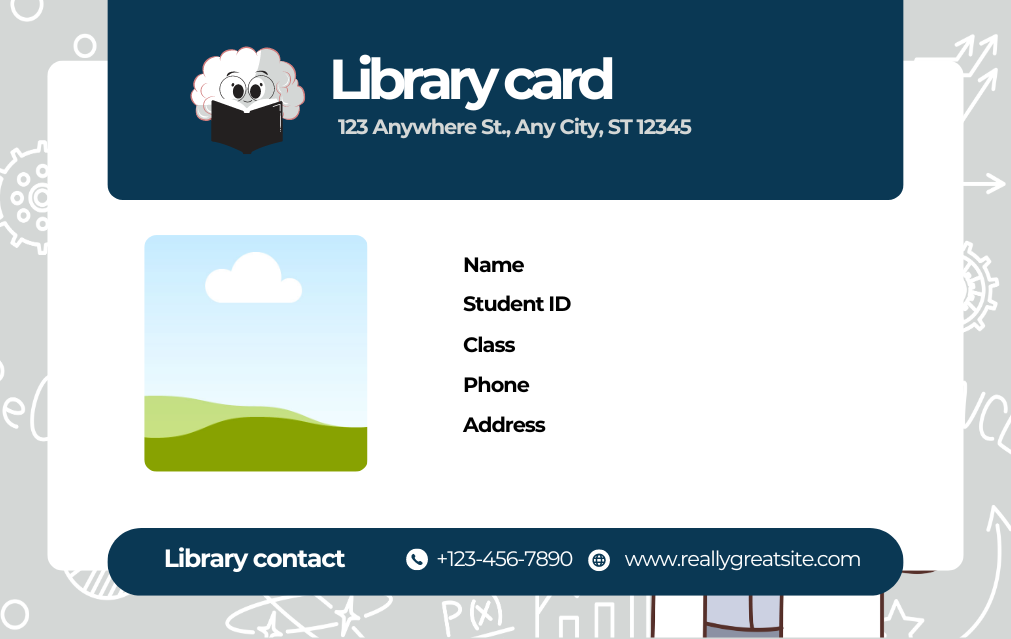 Library card
123 Anywhere St., Any City, ST 12345
Name
Student ID
Class
Phone
Address
Library contact
+123-456-7890
www.reallygreatsite.com
P(x)